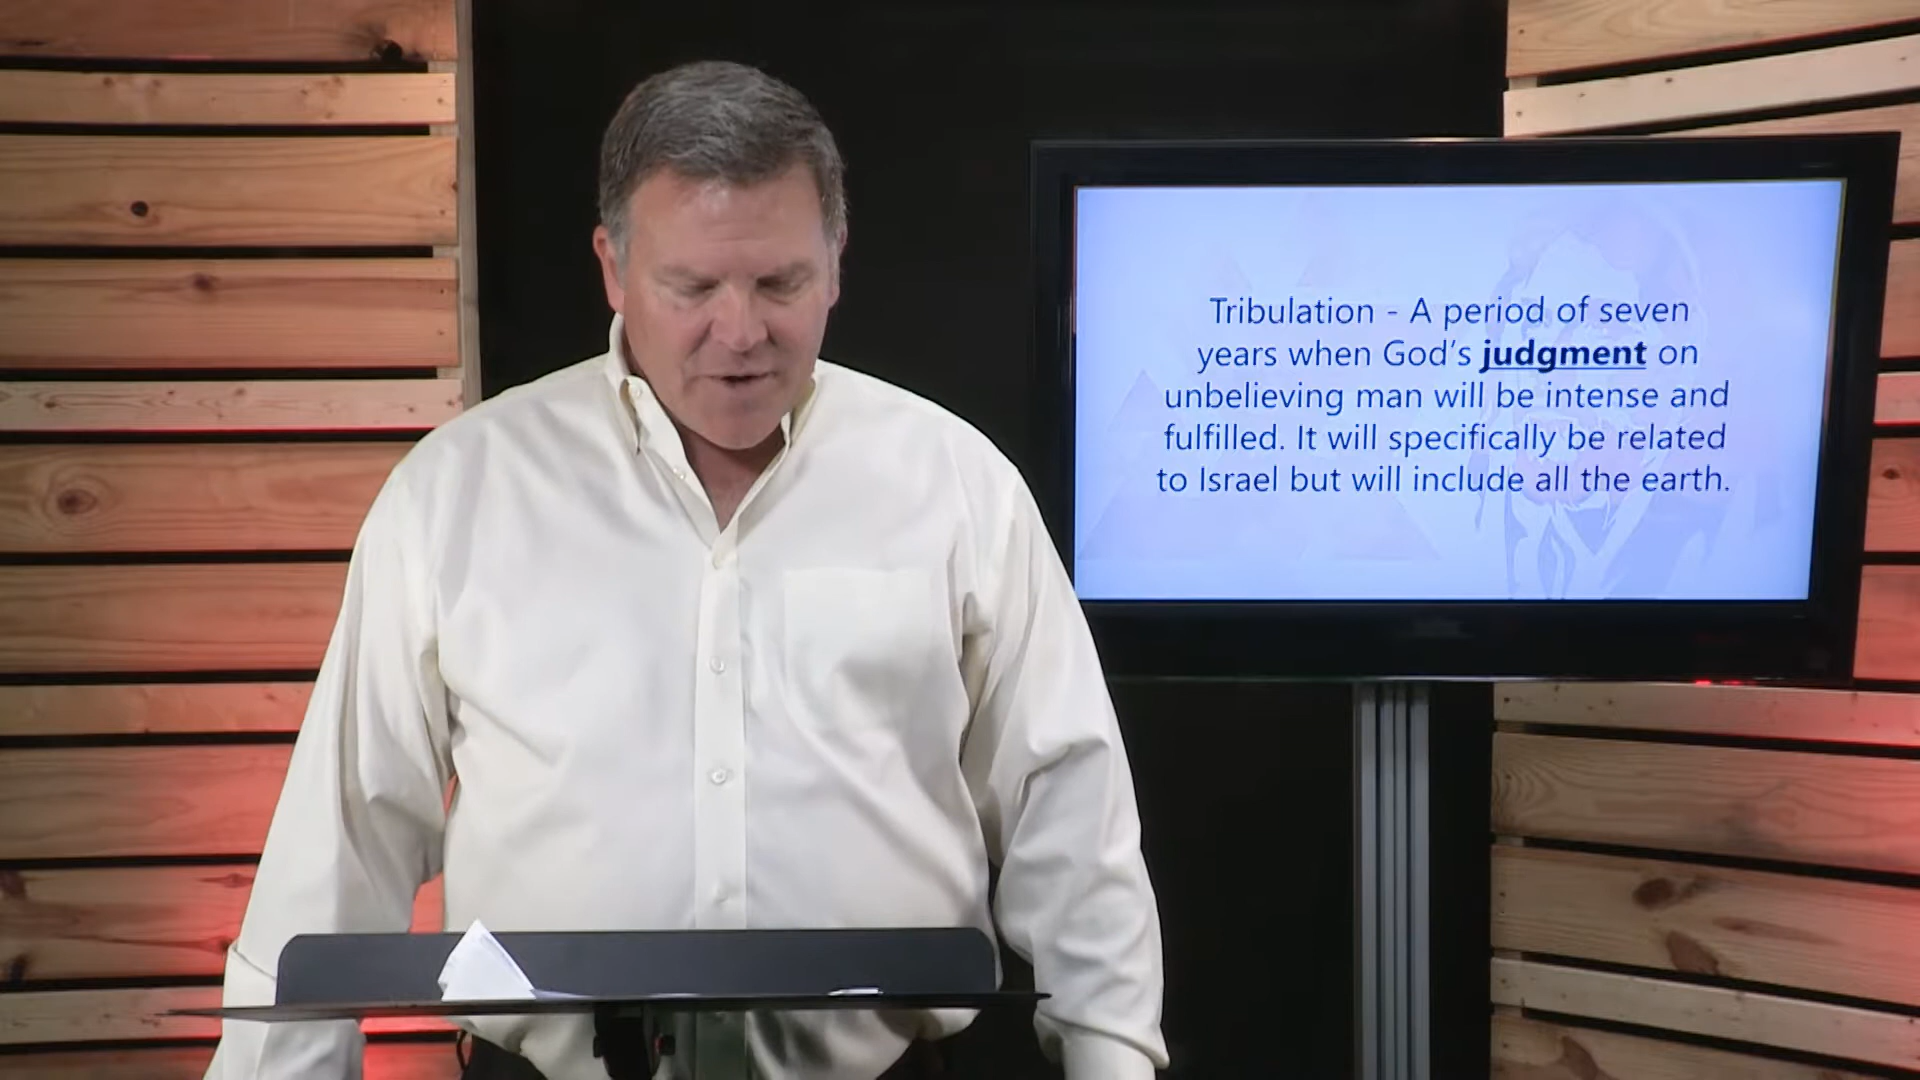 Tribulation - A period of seven
years when God's judgment on
unbelieving man will be intense and
fulfilled. It will specifically be related
to Israel but will include all the earth.